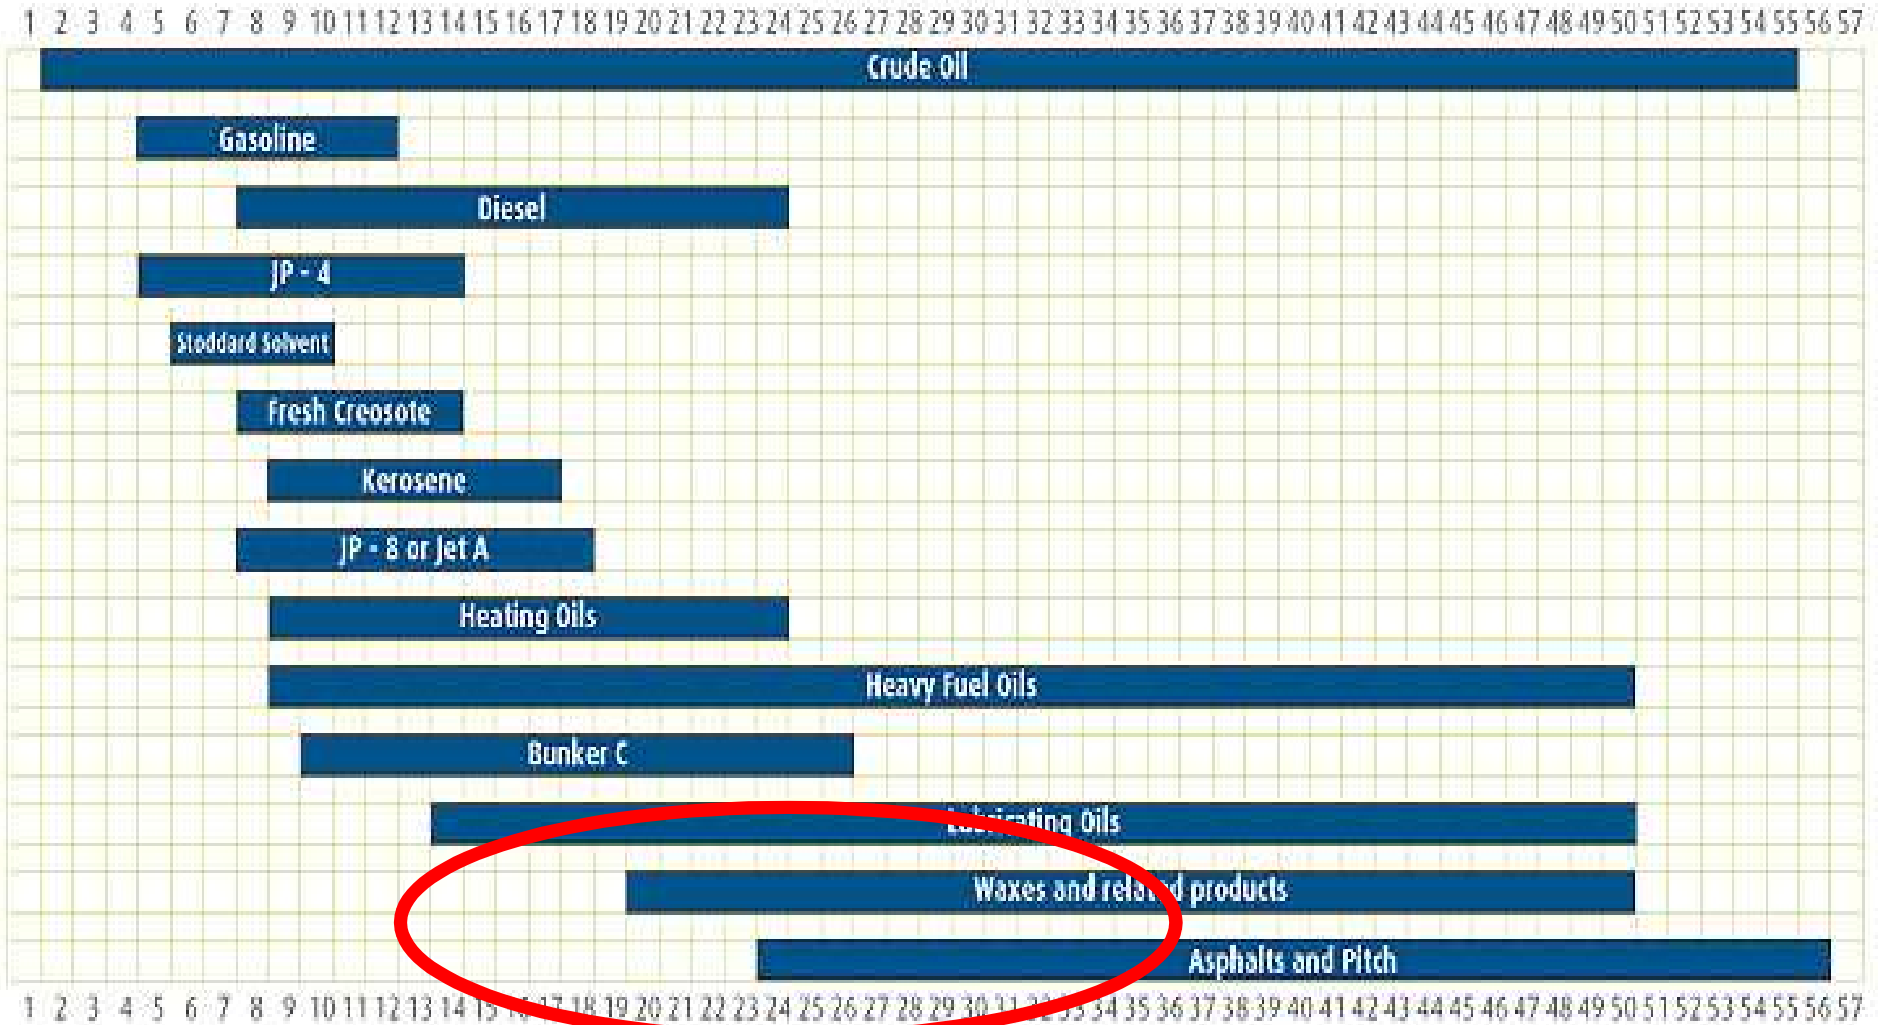 1 2 3 4 5 6 7 8 9 10 11 12 13 14 15 16 17 18 19 20 21 22 23 24 25 26 27 28 29 30 31 32 33 34 35 36 37 38 39 40 41 42 43 44 45 46 47 48 49 50 51 52 53 54 55 56 57
Crude Oil
Gasoline
Diesel
JP - 4
Stoddard Solvent
Fresh Creosote
Kerosene
JP - 8 or Jet A
Heating Oils
Heavy Fuel Oils
Bunker C
Lubricating Oils
Waxes and related products
Asphalts and Pitch
1 2 3 4 5 6 7 8 9 10 11 12 13 14 15 16 17 18 19 20 21 22 23 24 25 26 27 28 29 30 31 32 33 34 35 36 37 38 39 40 41 42 43 44 45 46 47 48 49 50 51 52 53 54 55 56 57